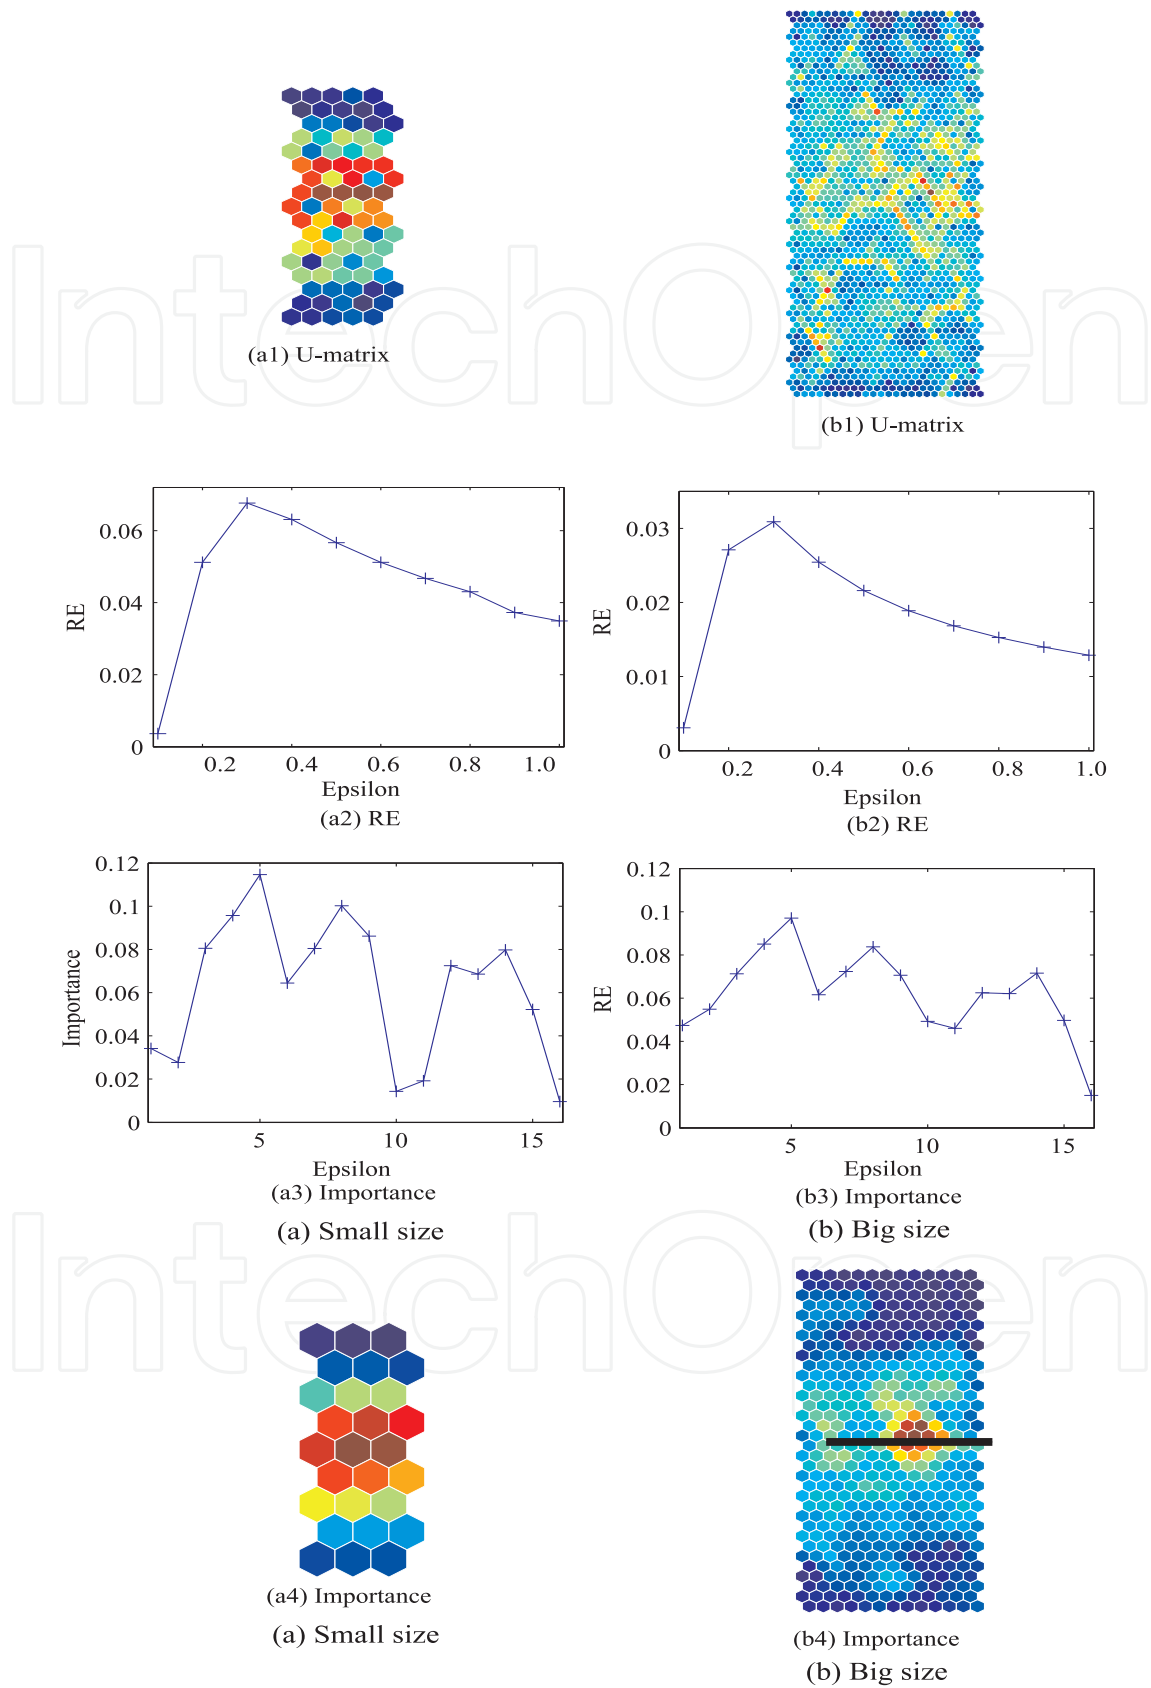 IntechOpen
(a1) U-matrix
(b1) U-matrix
0.06
0.04
0.02
0
RE
0.2 0.4 0.6 0.8 1.0
Epsilon
(a2) RE
0.03
0.02
0.01
0
RE
0.2 0.4 0.6 0.8 1.0
Epsilon
(b2) RE
0.12
0.1
0.08
0.06
0.04
0.02
0
Importance
5 10 15
Epsilon
(a3) Importance
(a) Small size
0.12
0.1
0.08
0.06
0.04
0.02
0
RE
5 10 15
Epsilon
(b3) Importance
(b) Big size
IntechOpen
(a4) Importance
(a) Small size
(b4) Importance
(b) Big size